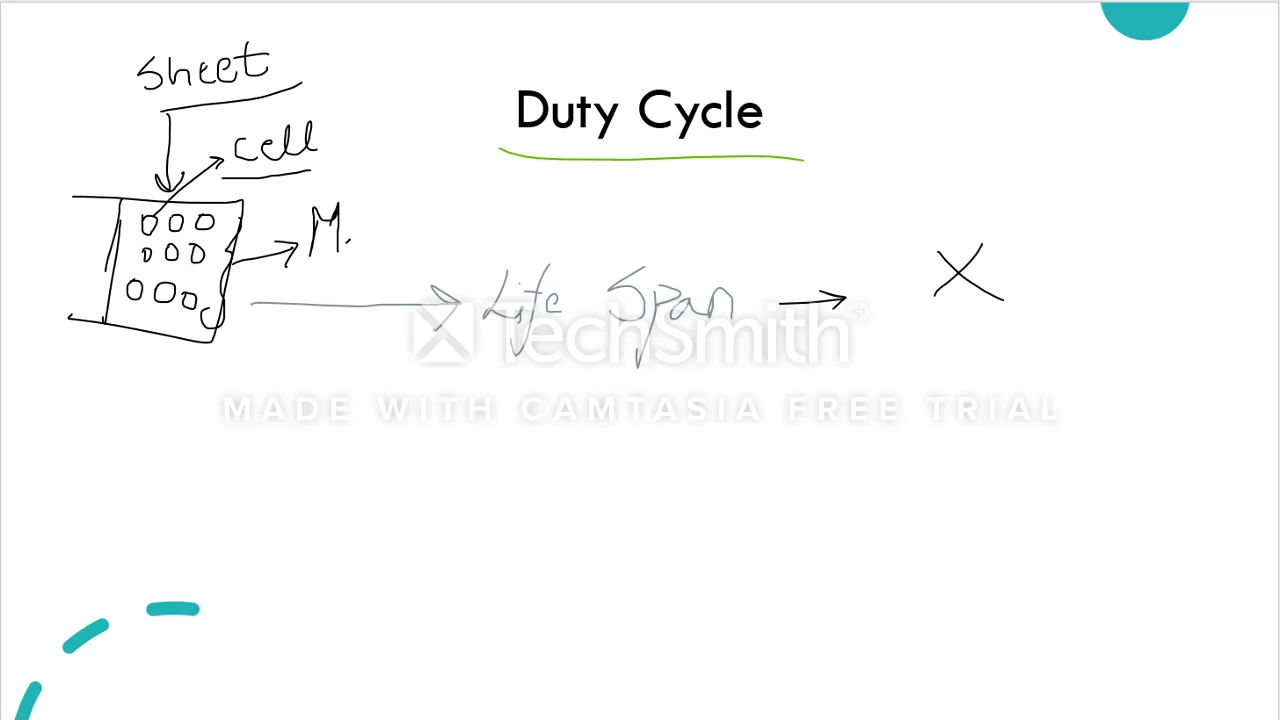 sheet
Duty Cycle
cell
M.
Life Span
X
TechSmith®
MADE WITH CAMTASIA FREE TRIAL